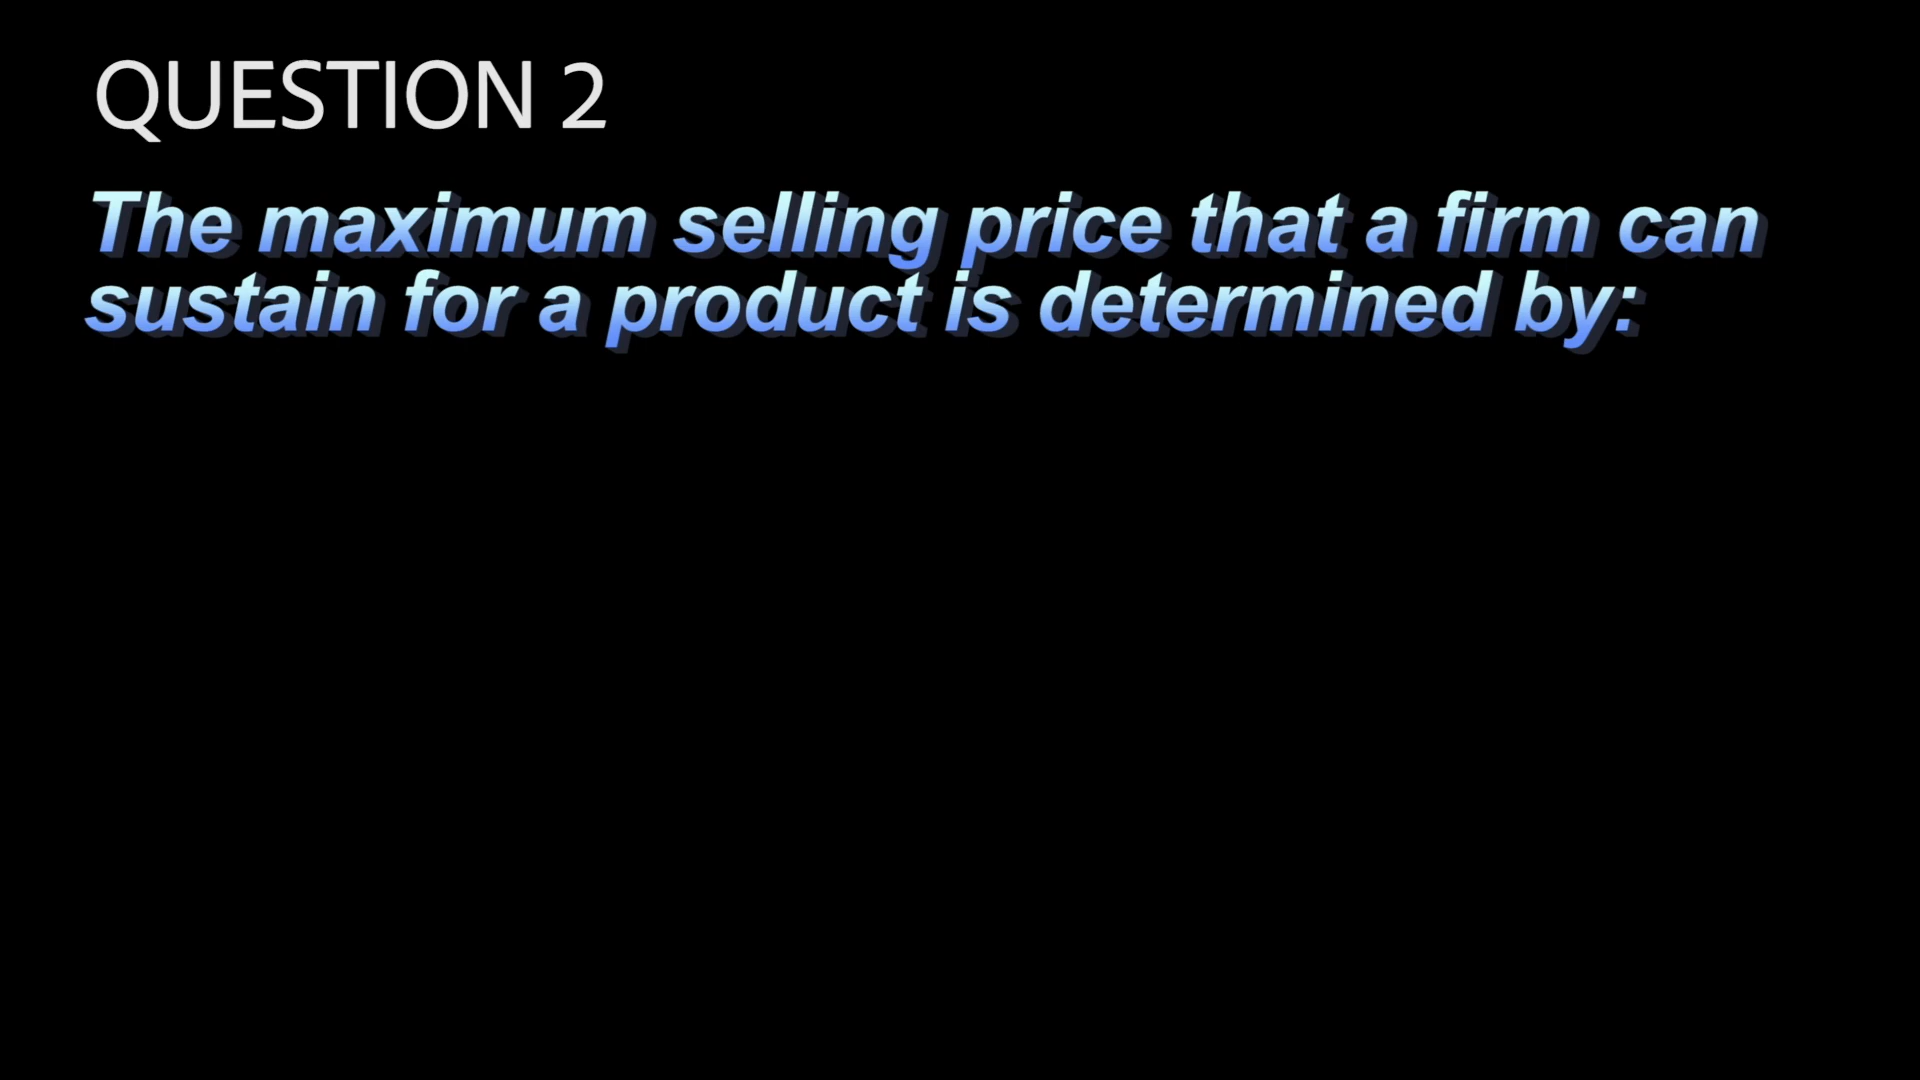 QUESTION 2
The maximum selling price that a firm can
sustain for a product is determined by: